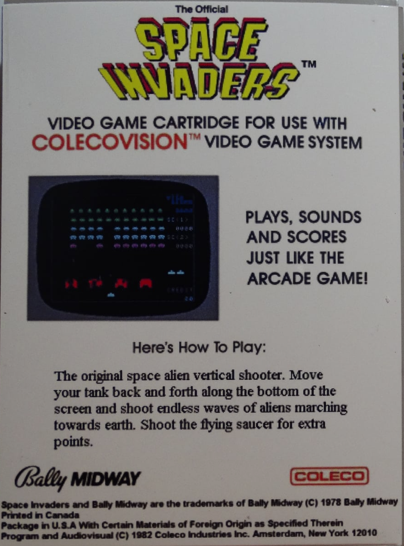 The Official
SPACE
INVADERS™
VIDEO GAME CARTRIDGE FOR USE WITH
COLECOVISION™ VIDEO GAME SYSTEM
PLAYS, SOUNDS
AND SCORES
JUST LIKE THE
ARCADE GAME!
Here's How To Play:
The original space alien vertical shooter. Move
your tank back and forth along the bottom of the
screen and shoot endless waves of aliens marching
towards earth. Shoot the flying saucer for extra
points.
Bally MIDWAY
COLECO
Space Invaders and Bally Midway are the trademarks of Bally Midway (C) 1978 Bally Midway
Printed in Canada
Package in U.S.A With Certain Materials of Foreign Origin as Specified Therein
Program and Audiovisual (C) 1982 Coleco Industries Inc. Amsterdam, New York 12010